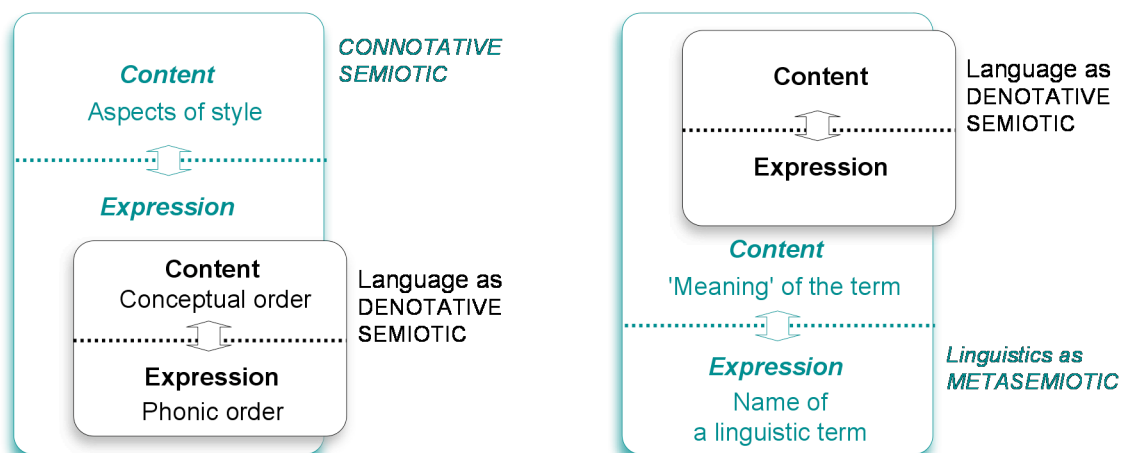 CONNOTATIVE
SEMIOTIC
Content
Aspects of style
Expression
Content
Conceptual order
Expression
Phonic order
Language as
DENOTATIVE
SEMIOTIC
Content
Expression
Language as
DENOTATIVE
SEMIOTIC
Content
'Meaning' of the term
Expression
Name of
a linguistic term
Linguistics as
METASEMIOTIC